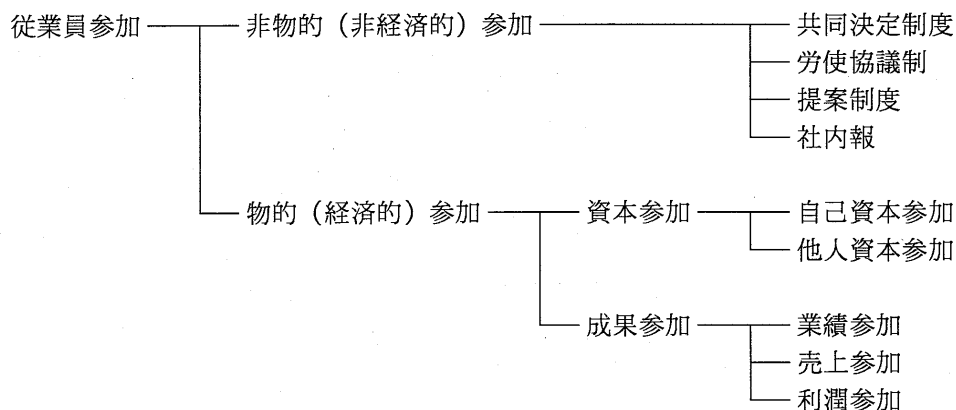 従業員参加 非物的（非経済的）参加 共同決定制度
労使協議制
提案制度
社内報
物的（経済的）参加 資本参加 自己資本参加
他人資本参加
成果参加 業績参加
売上参加
利潤参加